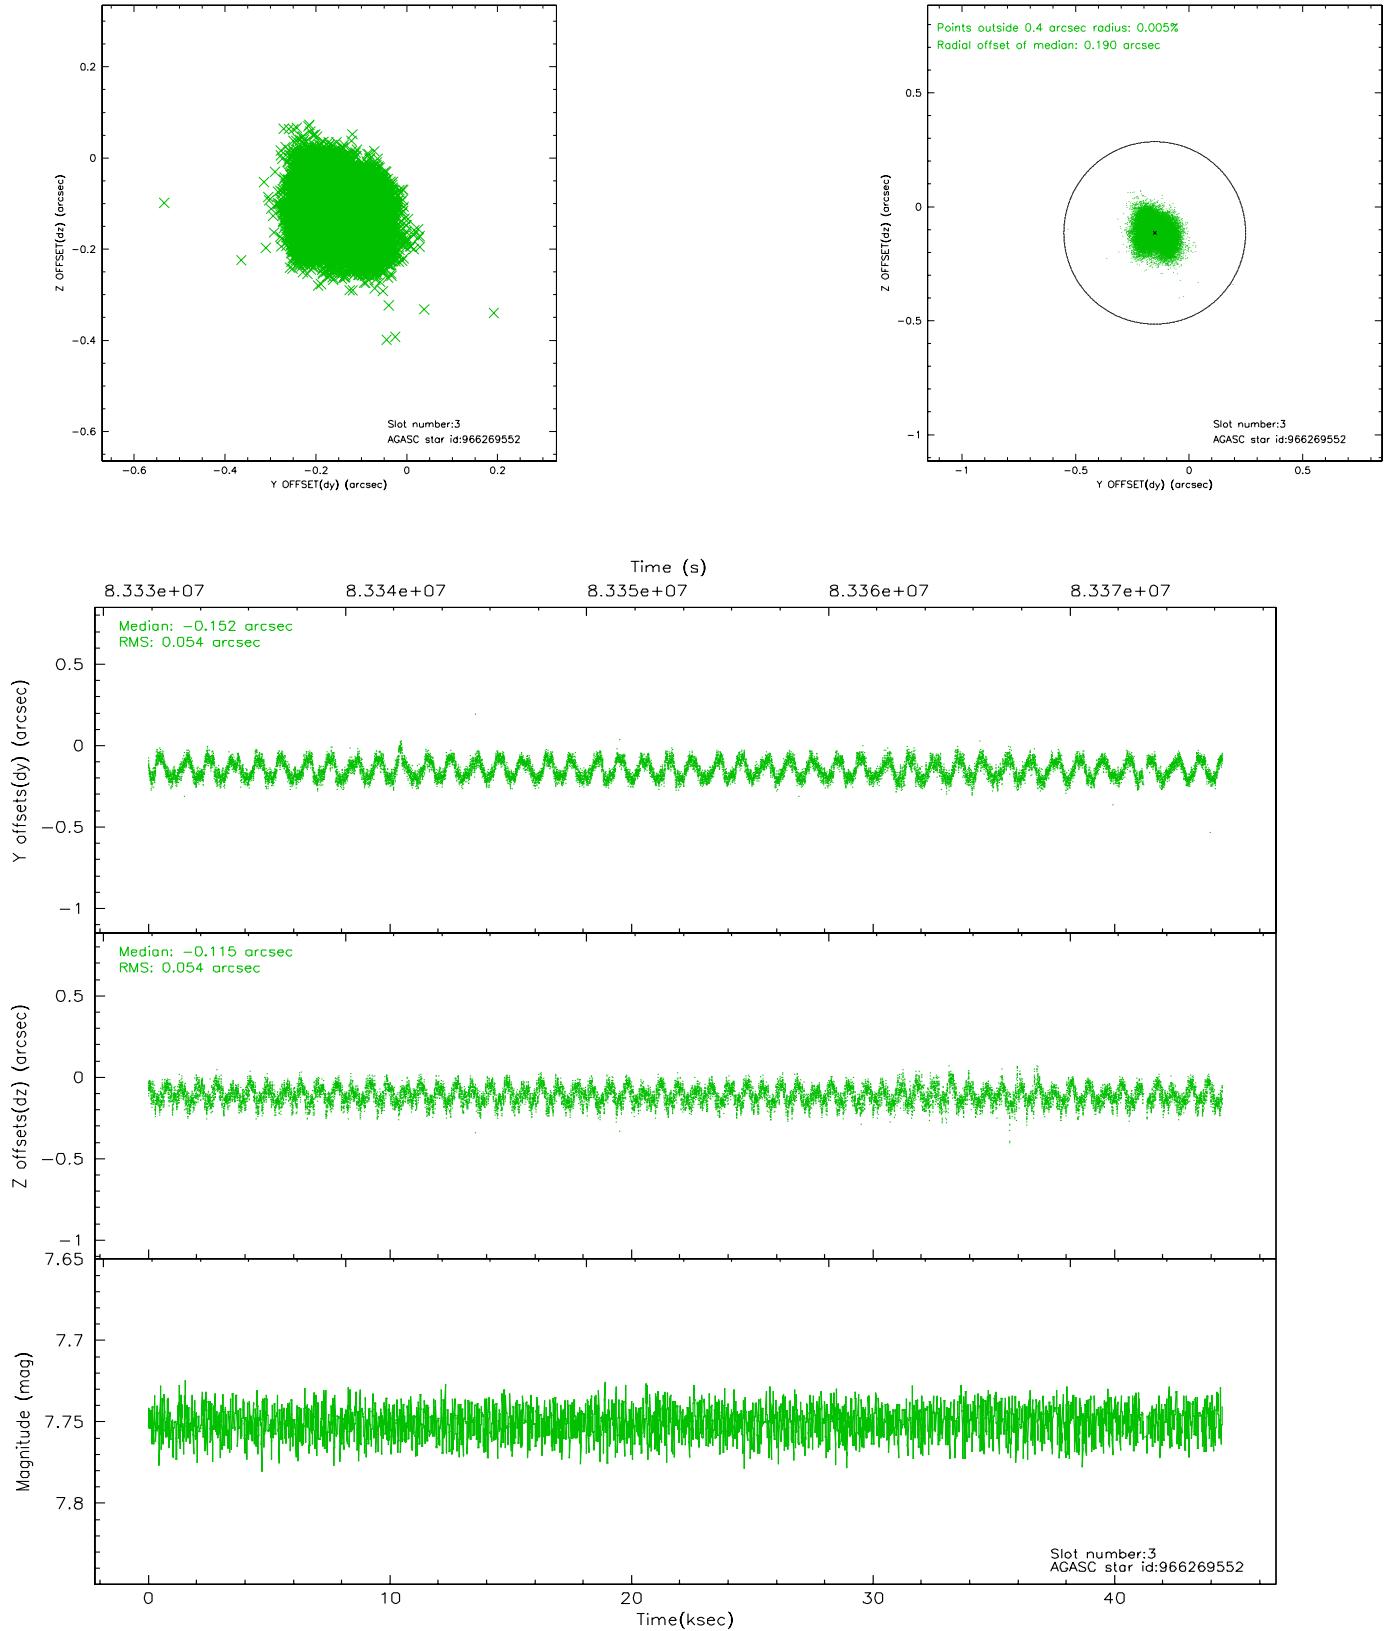 0.2
0
−0.2
−0.4
−0.6
Z OFFSET(dz) (arcsec)
Slot number:3
AGASC star id:966269552
−0.6 −0.4 −0.2 0 0.2
Y OFFSET(dy) (arcsec)
Points outside 0.4 arcsec radius: 0.005%
Radial offset of median: 0.190 arcsec
0.5
0
−0.5
−1
Z OFFSET(dz) (arcsec)
Slot number:3
AGASC star id:966269552
−1 −0.5 0 0.5
Y OFFSET(dy) (arcsec)
Time (s)
8.333e+07 8.334e+07 8.335e+07 8.336e+07 8.337e+07
Median: −0.152 arcsec
RMS: 0.054 arcsec
0.5
0
−0.5
−1
Y offsets(dy) (arcsec)
Median: −0.115 arcsec
RMS: 0.054 arcsec
0.5
0
−0.5
−1
Z offsets(dz) (arcsec)
7.65
7.7
7.75
7.8
Magnitude (mag)
Slot number:3
AGASC star id:966269552
0 10 20 30 40
Time(ksec)